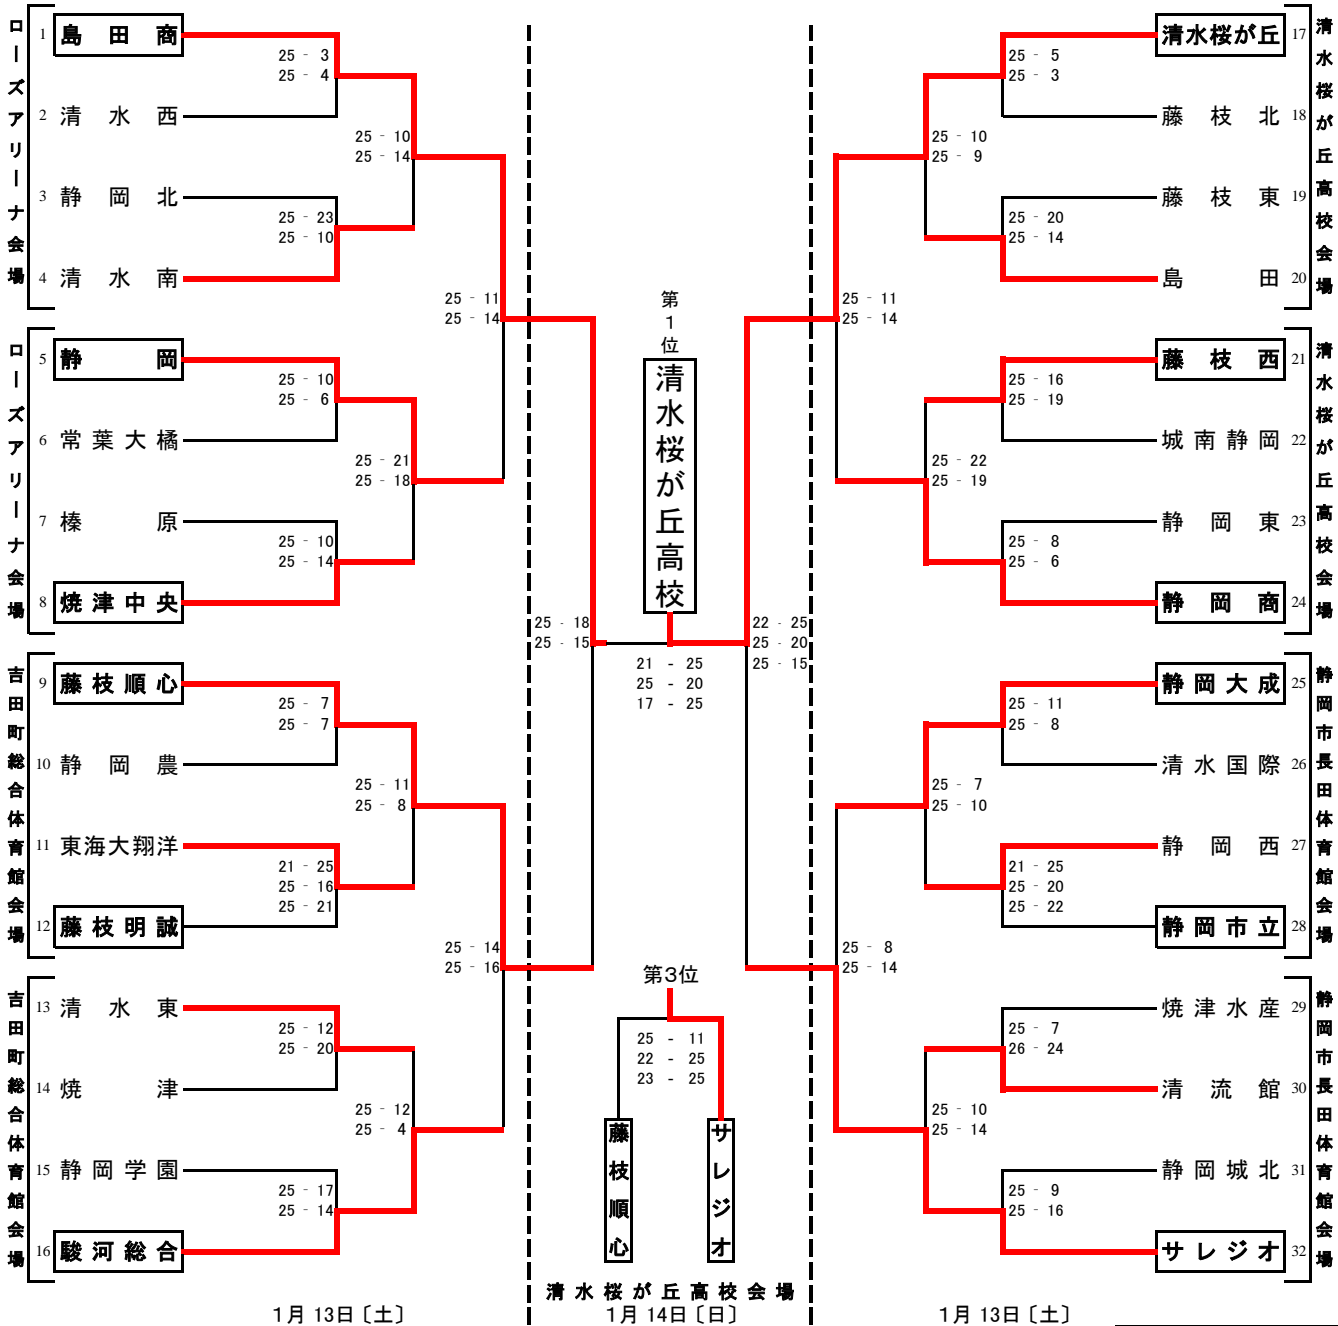 ローズアリーナ会場
1 島田商
25 - 3
25 - 4
2 清水西
25 - 10
25 - 14
3 静岡北
25 - 23
25 - 10
4 清水南
25 - 11
25 - 14
ローズアリーナ会場
5 静岡
25 - 10
25 - 6
6 常葉大橘
25 - 21
25 - 18
7 榛原
25 - 10
25 - 14
8 焼津中央
25 - 18
25 - 15
吉田町総合体育館会場
9 藤枝順心
25 - 7
25 - 7
10 静岡農
25 - 11
25 - 8
11 東海大翔洋
21 - 25
25 - 16
25 - 21
12 藤枝明誠
25 - 14
25 - 16
吉田町総合体育館会場
13 清水東
25 - 12
25 - 20
14 焼津
25 - 12
25 - 4
15 静岡学園
25 - 17
25 - 14
16 駿河総合
1月13日〔土〕
第1位
清水桜が丘高校
21 - 25
25 - 20
17 - 25
第3位
25 - 11
22 - 25
23 - 25
藤枝順心
サレジオ
清水桜が丘高校会場
1月14日〔日〕
清水桜が丘高校会場
清水桜が丘 17
25 - 5
25 - 3
藤枝北 18
25 - 10
25 - 9
藤枝東 19
25 - 20
25 - 14
島田 20
25 - 11
25 - 14
清水桜が丘高校会場
藤枝西 21
25 - 16
25 - 19
城南静岡 22
25 - 22
25 - 19
静岡東 23
25 - 8
25 - 6
静岡商 24
22 - 25
25 - 20
25 - 15
静岡市長田体育館会場
静岡大成 25
25 - 11
25 - 8
清水国際 26
25 - 7
25 - 10
静岡西 27
21 - 25
25 - 20
25 - 22
静岡市立 28
25 - 8
25 - 14
静岡市長田体育館会場
焼津水産 29
25 - 7
26 - 24
清流館 30
25 - 10
25 - 14
静岡城北 31
25 - 9
25 - 16
サレジオ 32
1月13日〔土〕